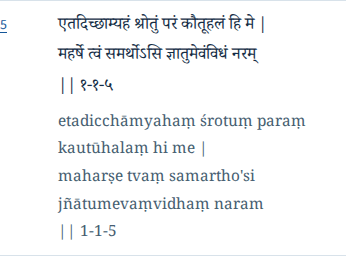 5
एतदिच्छाम्यहं श्रोतुं परं कौतूहलं हि मे |
महर्षे त्वं समर्थोऽसि ज्ञातुमेवंविधं नरम्
|| १-१-५
etadicchāmyahaṃ śrotuṃ paraṃ
kautūhalaṃ hi me |
maharṣe tvaṃ samartho'si
jñātumevaṃvidhaṃ naram
|| 1-1-5